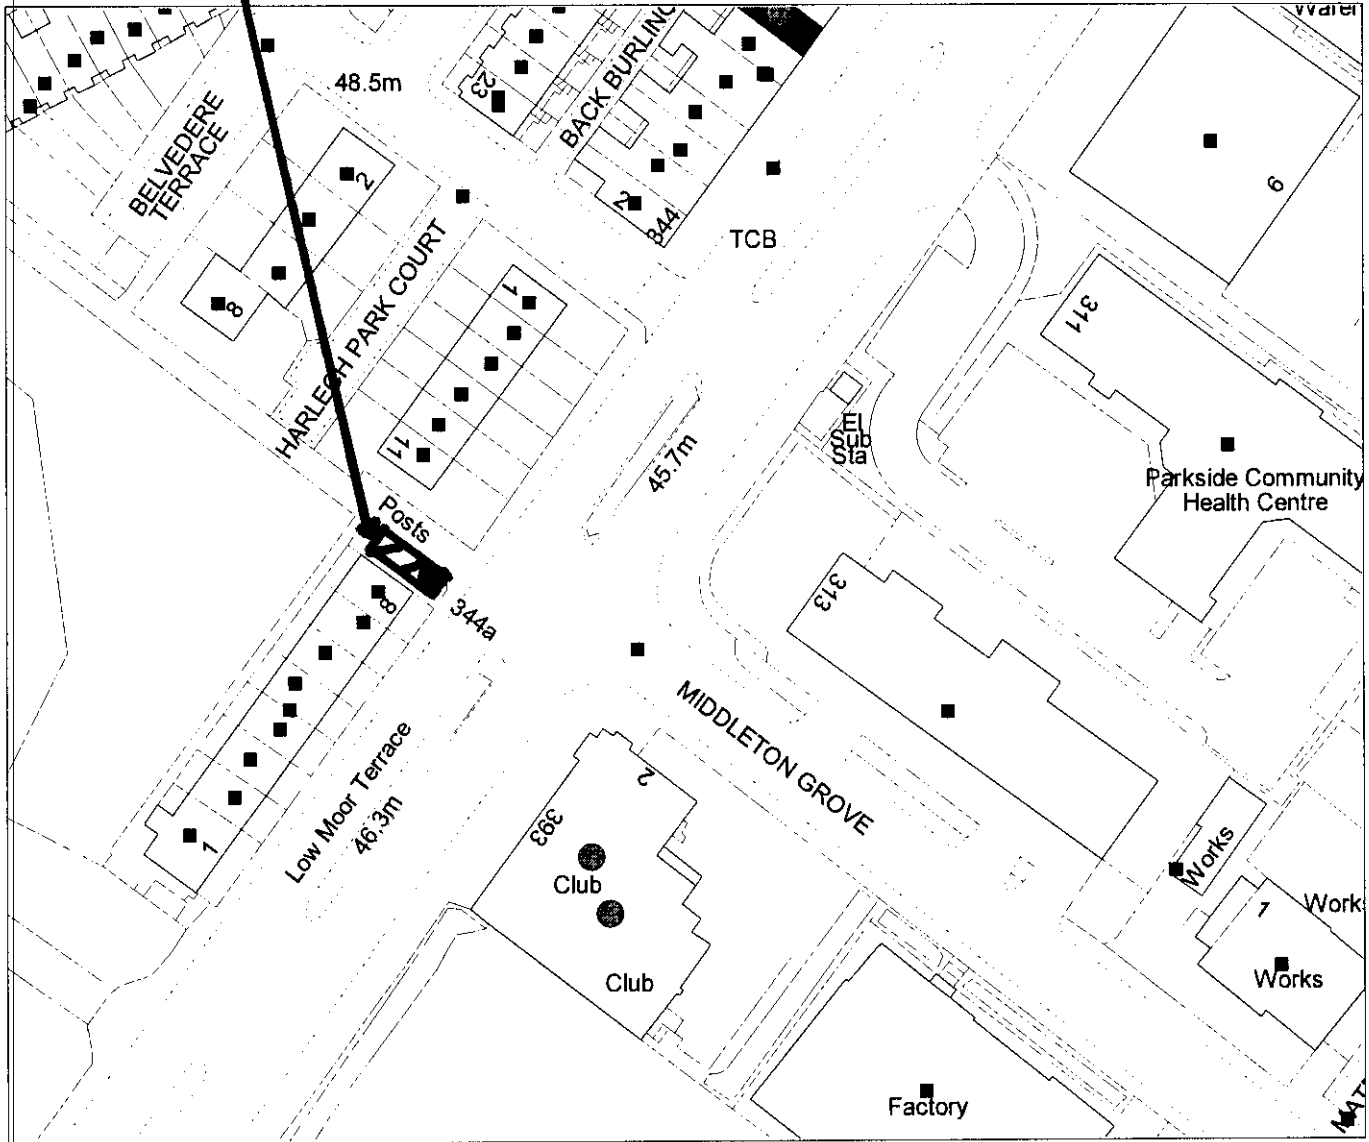 48.5m
23
BACK BURLING
BELVEDERE
TERRACE
2
8
HARLECH PARK COURT
1
11
2
344
TCB
9
311
El
Sub
Sta
45.7m
Parkside Community
Health Centre
Posts
8
344a
313
MIDDLETON GROVE
Low Moor Terrace
46.3m
1
2
393
Club
Club
Works
7
Work
Works
Factory